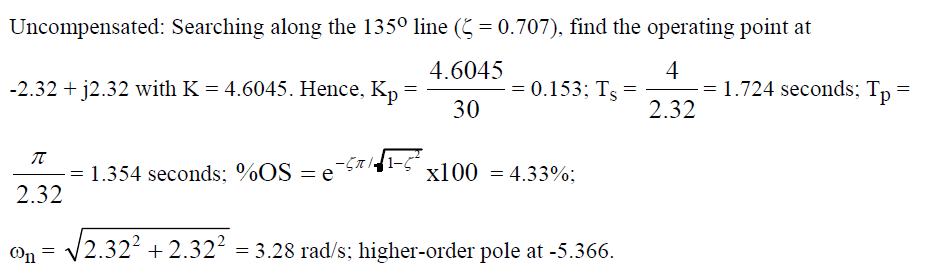 Uncompensated: Searching along the 135º line (ζ = 0.707), find the operating point at
-2.32 + j2.32 with K = 4.6045. Hence, Kp = 4.6045/30 = 0.153; Ts = 4/2.32 = 1.724 seconds; Tp =
π/2.32 = 1.354 seconds; %OS = e^(-ζπ/√(1-ζ²)) x100 = 4.33%;
ωn = √(2.32² + 2.32²) = 3.28 rad/s; higher-order pole at -5.366.